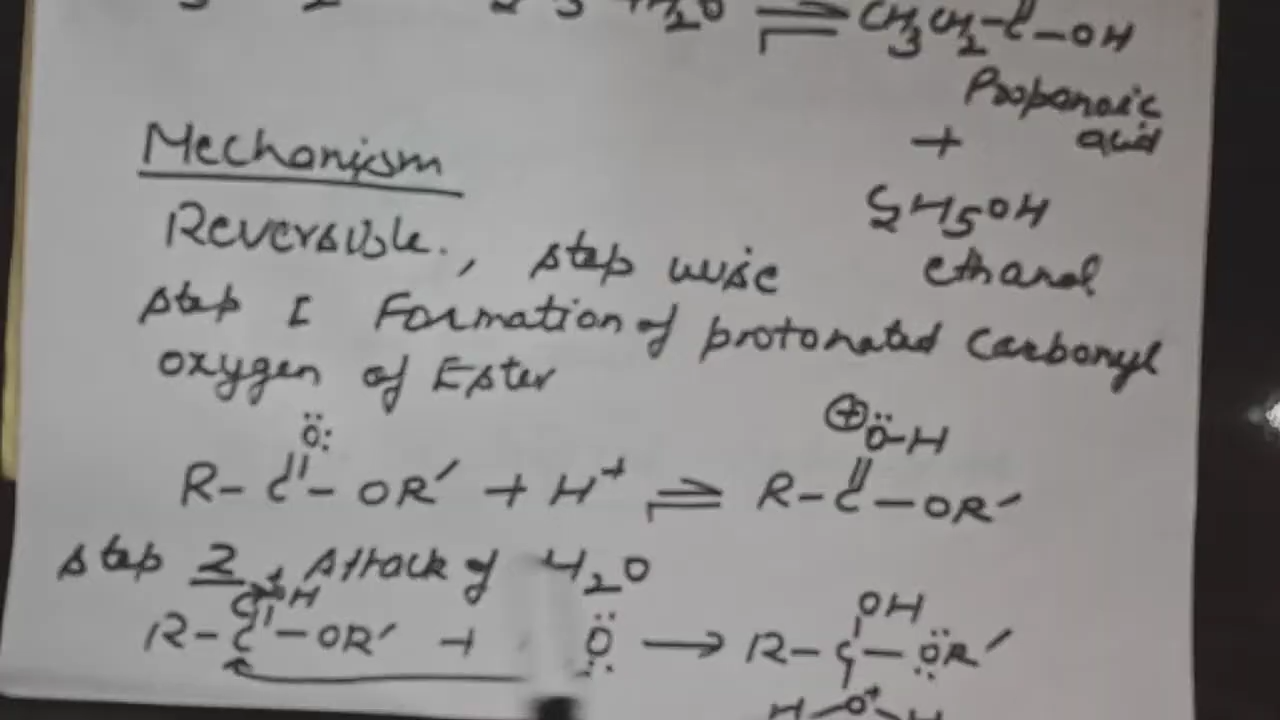 H2O ⇌ CH3CH2-C-OH
Propanoic
+ acid
C2H5OH
ethanol
Mechanism
Reversible., step wise
step I Formation of protonated Carbonyl
oxygen of Ester
R-C(=Ö:)-OR′ + H+ ⇌ R-C(=⊕Ö-H)-OR′
step 2 Attack of H2O
R-C(=O+H)-OR′ + Ö → R-C(OH)-ÖR′
H-O+-H